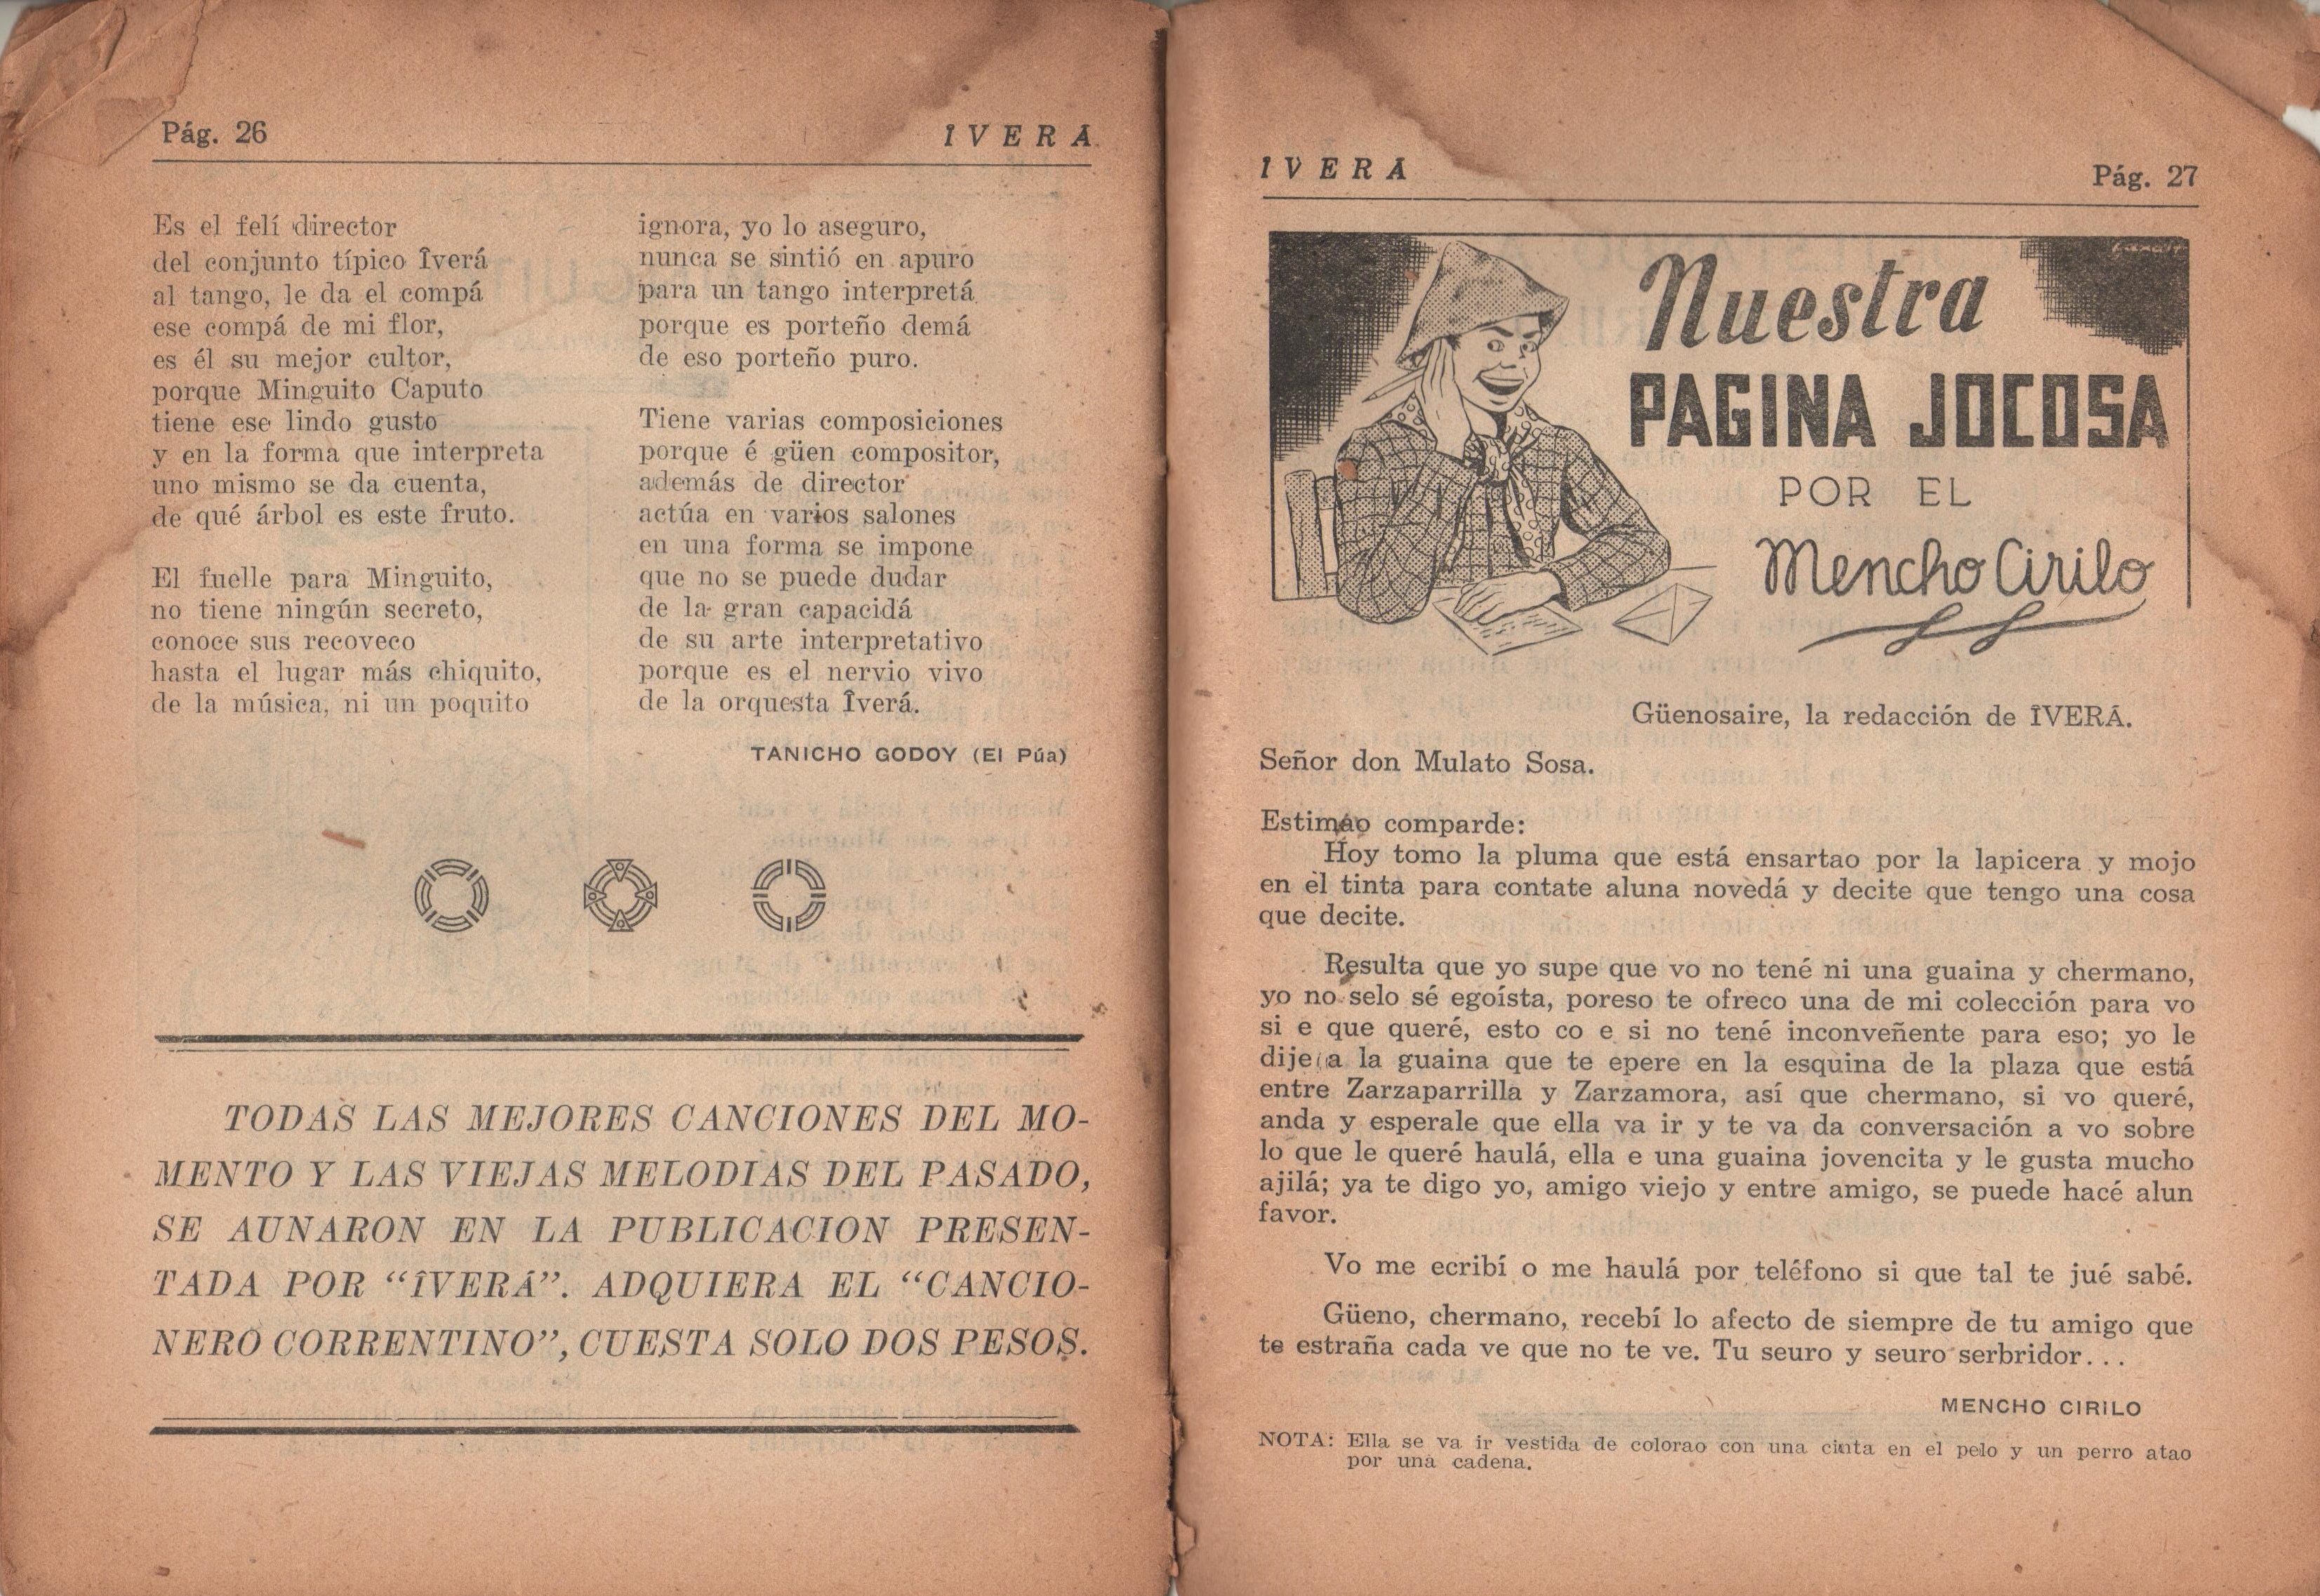 Pág. 26
ÎVERÁ
Es el felí director
del conjunto típico Îverá
al tango, le da el compá
ese compá de mi flor,
es él su mejor cultor,
porque Minguito Caputo
tiene ese lindo gusto
y en la forma que interpreta
uno mismo se da cuenta,
de qué árbol es este fruto.
El fuelle para Minguito,
no tiene ningún secreto,
conoce sus recoveco
hasta el lugar más chiquito,
de la música, ni un poquito
ignora, yo lo aseguro,
nunca se sintió en apuro
para un tango interpretá
porque es porteño demá
de eso porteño puro.
Tiene varias composiciones
porque é güen compositor,
además de director
actúa en varios salones
en una forma se impone
que no se puede dudar
de la gran capacidá
de su arte interpretativo
porque es el nervio vivo
de la orquesta Îverá.
TANICHO GODOY (El Púa)
TODAS LAS MEJORES CANCIONES DEL MO-
MENTO Y LAS VIEJAS MELODIAS DEL PASADO,
SE AUNARON EN LA PUBLICACION PRESEN-
TADA POR “ÎVERÁ”. ADQUIERA EL “CANCIO-
NERO CORRENTINO”, CUESTA SOLO DOS PESOS.
ÎVERÁ
Pág. 27
Nuestra
PAGINA JOCOSA
POR EL
Mencho Cirilo
Güenosaire, la redacción de ÎVERÁ.
Señor don Mulato Sosa.
Estimao comparde:
Hoy tomo la pluma que está ensartao por la lapicera y mojo
en el tinta para contate aluna novedá y decite que tengo una cosa
que decite.
Resulta que yo supe que vo no tené ni una guaina y chermano,
yo no selo sé egoísta, poreso te ofreco una de mi colección para vo
si e que queré, esto co e si no tené inconveñente para eso; yo le
dije a la guaina que te epere en la esquina de la plaza que está
entre Zarzaparrilla y Zarzamora, así que chermano, si vo queré,
anda y esperale que ella va ir y te va da conversación a vo sobre
lo que le queré haulá, ella e una guaina jovencita y le gusta mucho
ajilá; ya te digo yo, amigo viejo y entre amigo, se puede hacé alun
favor.
Vo me ecribí o me haulá por teléfono si que tal te jué sabé.
Güeno, chermano, recebí lo afecto de siempre de tu amigo que
te estraña cada ve que no te ve. Tu seuro y seuro serbridor...
MENCHO CIRILO
NOTA: Ella se va ir vestida de colorao con una cinta en el pelo y un perro atao
por una cadena.